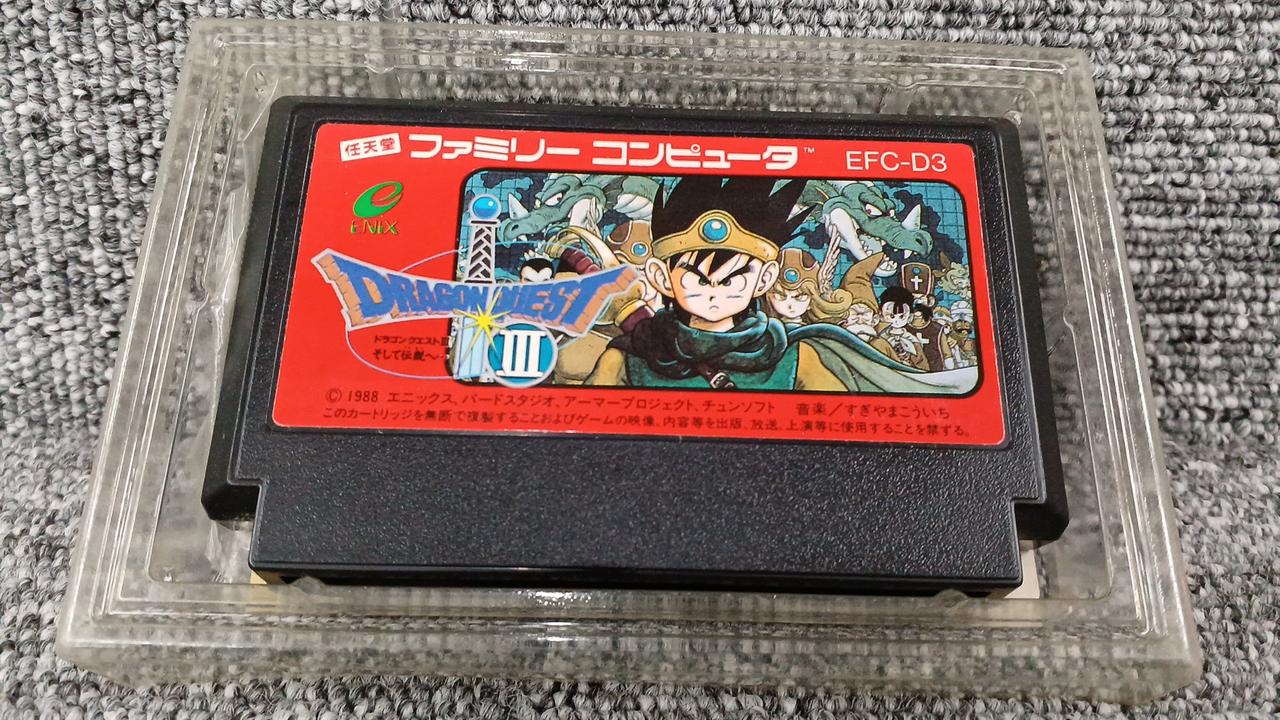 任天堂 ファミリー コンピュータ™ EFC-D3
ENIX
DRAGON QUEST
III
ドラゴンクエストIII
そして伝説へ…
© 1988 エニックス、バードスタジオ、アーマープロジェクト、チュンソフト 音楽／すぎやまこういち
このカートリッジを無断で複製することおよびゲームの映像、内容等を出版、放送、上演等に使用することを禁ずる。